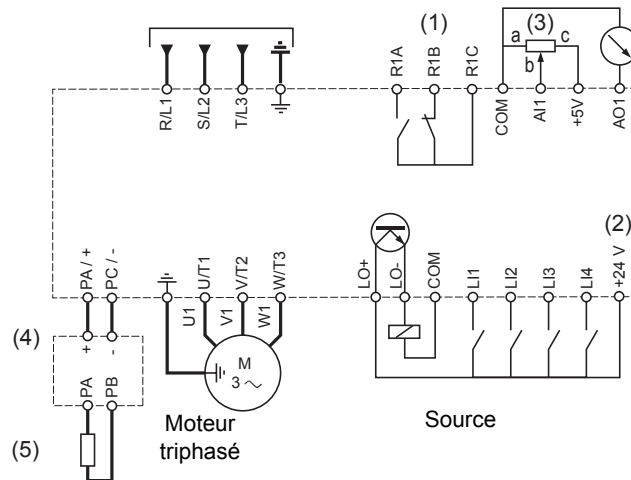 (1)
(3)
a
c
b
R/L1
S/L2
T/L3
R1A
R1B
R1C
COM
AI1
+5V
AO1
(2)
PA / +
PC / -
U/T1
V/T2
W/T3
U1
V1
W1
LO+
LO-
COM
LI1
LI2
LI3
LI4
+24 V
(4)
+
-
PA
PB
M
3 ~
(5)
Moteur
triphasé
Source